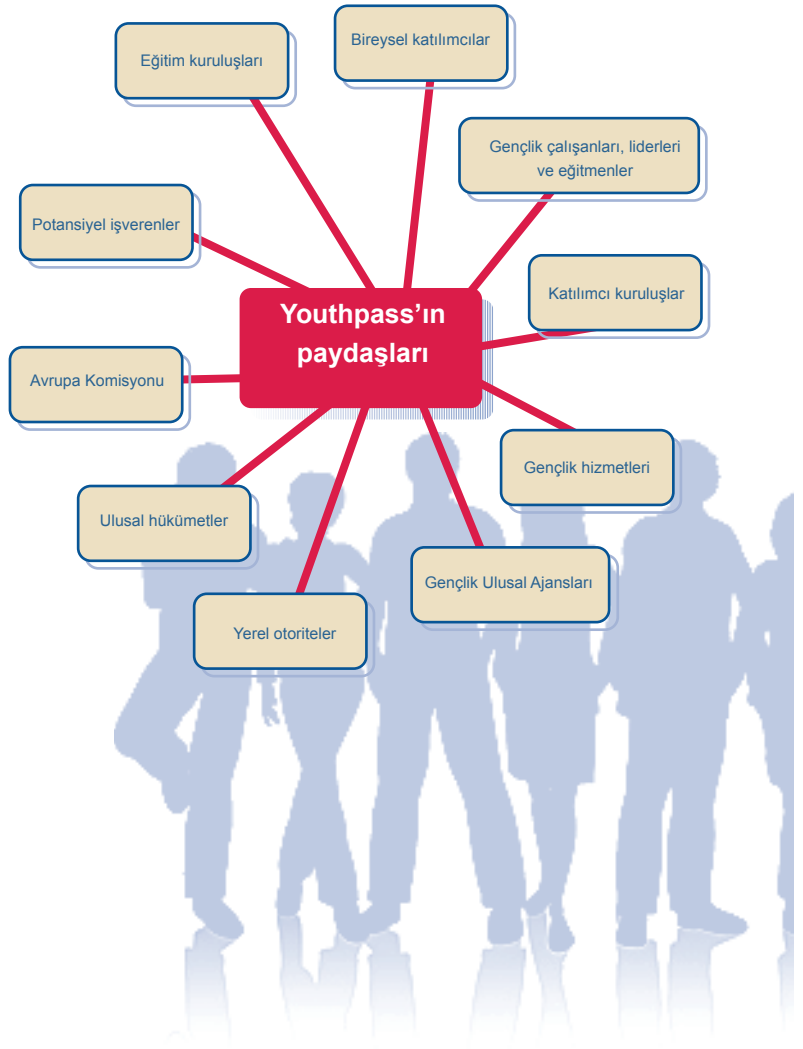 Bireysel katılımcılar
Eğitim kuruluşları
Gençlik çalışanları, liderleri
ve eğitmenler
Potansiyel işverenler
Katılımcı kuruluşlar
Youthpass’ın
paydaşları
Avrupa Komisyonu
Gençlik hizmetleri
Ulusal hükümetler
Gençlik Ulusal Ajansları
Yerel otoriteler